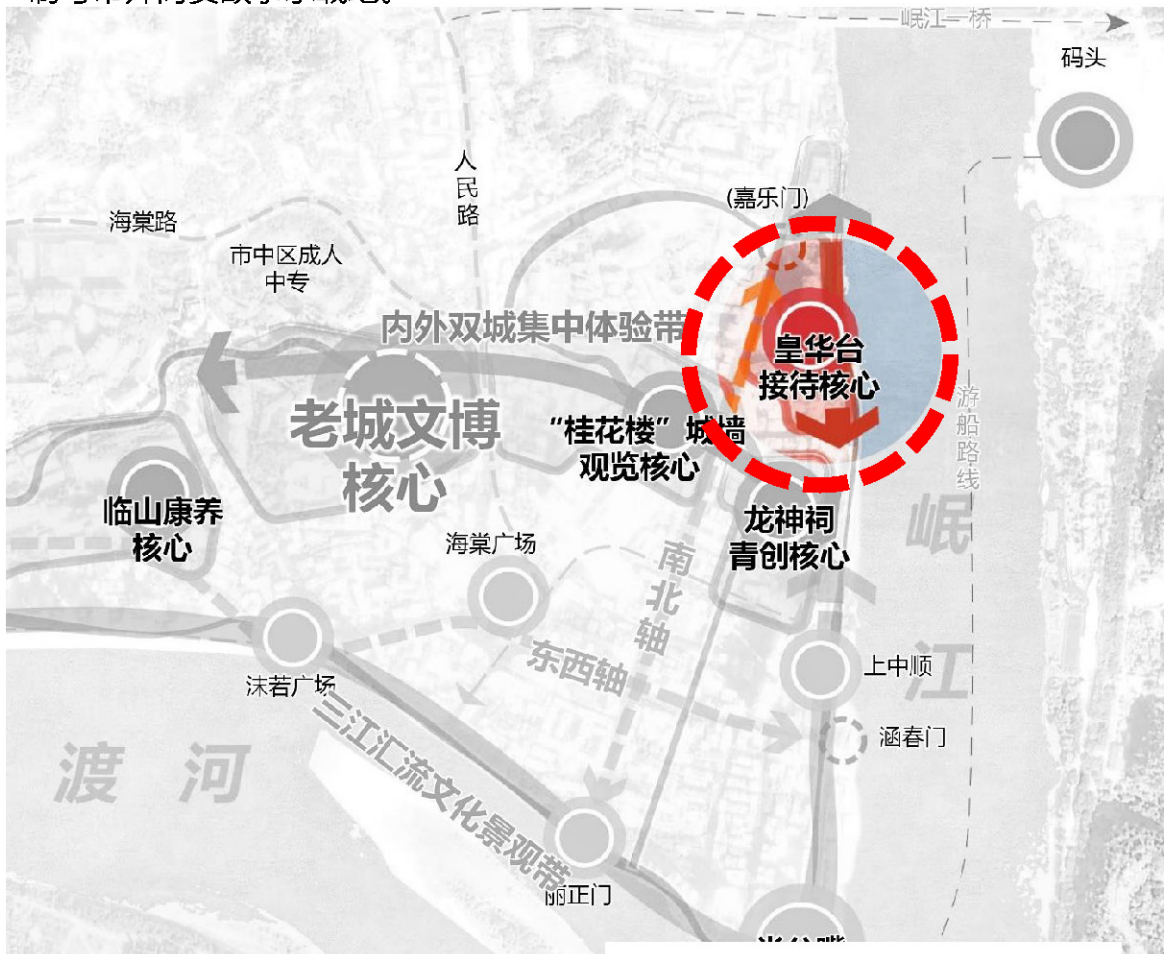 岷江一桥
码头
人民路
(嘉乐门)
海棠路
市中区成人
中专
内外双城集中体验带
皇华台
接待核心
老城文博
核心
“桂花楼”城墙
观览核心
游船路线
临山康养
核心
龙神祠
青创核心
岷江
海棠广场
南北轴
东西轴
上中顺
沫若广场
涵春门
三江汇流文化景观带
渡河
丽正门